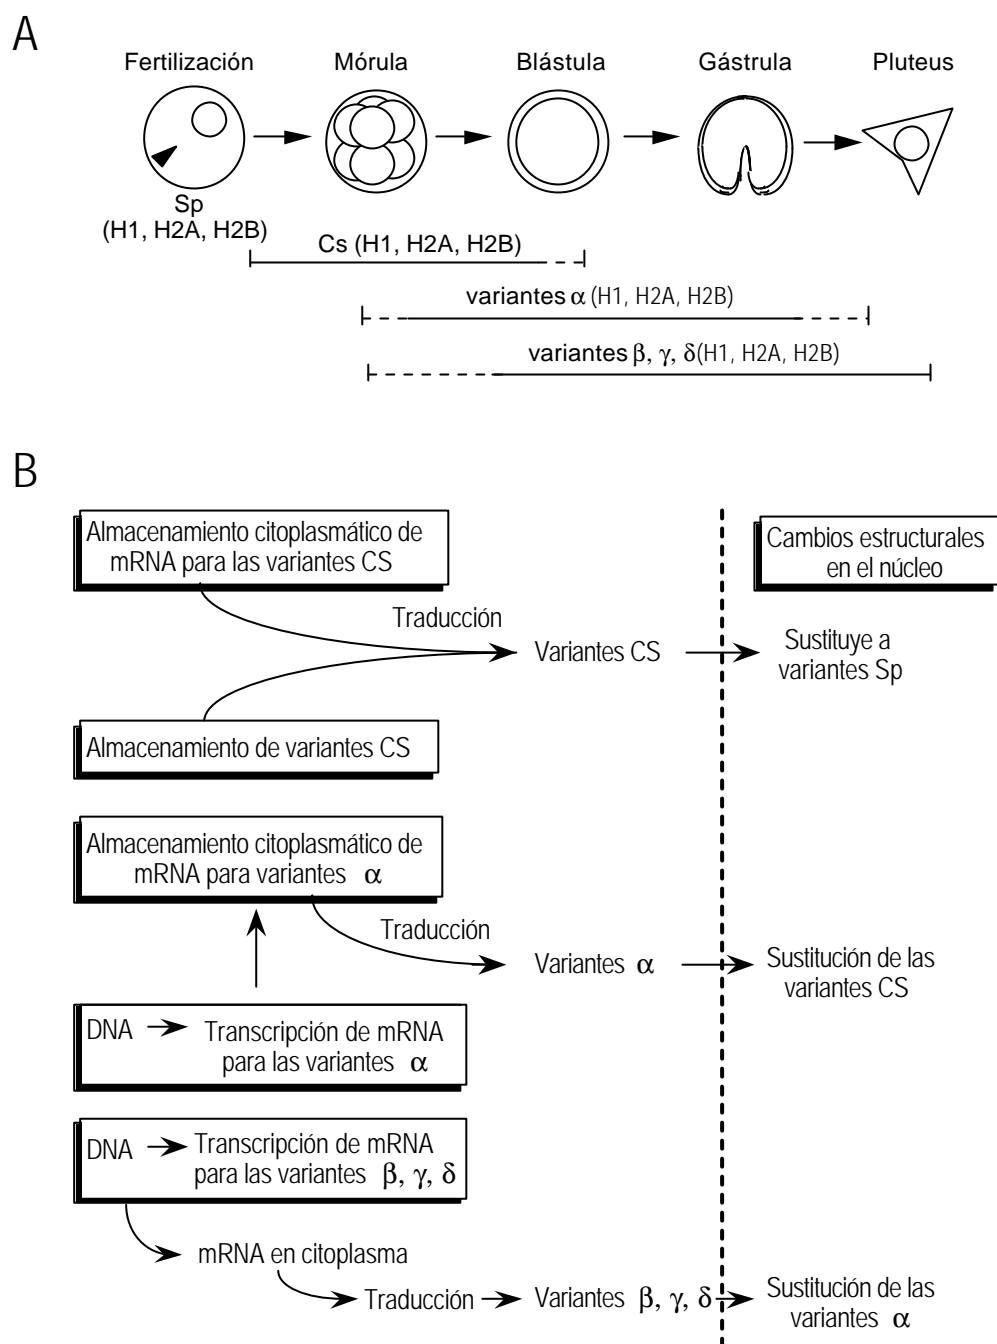 A
Fertilización Mórula Blástula Gástrula Pluteus
Sp
(H1, H2A, H2B)
Cs (H1, H2A, H2B)
variantes α (H1, H2A, H2B)
variantes β, γ, δ(H1, H2A, H2B)
B
Almacenamiento citoplasmático de
mRNA para las variantes CS
Cambios estructurales
en el núcleo
Traducción
Variantes CS
Sustituye a
variantes Sp
Almacenamiento de variantes CS
Almacenamiento citoplasmático de
mRNA para variantes α
Traducción
Variantes α
Sustitución de las
variantes CS
DNA Transcripción de mRNA
para las variantes α
DNA Transcripción de mRNA
para las variantes β, γ, δ
mRNA en citoplasma
Traducción
Variantes β, γ, δ
Sustitución de las
variantes α